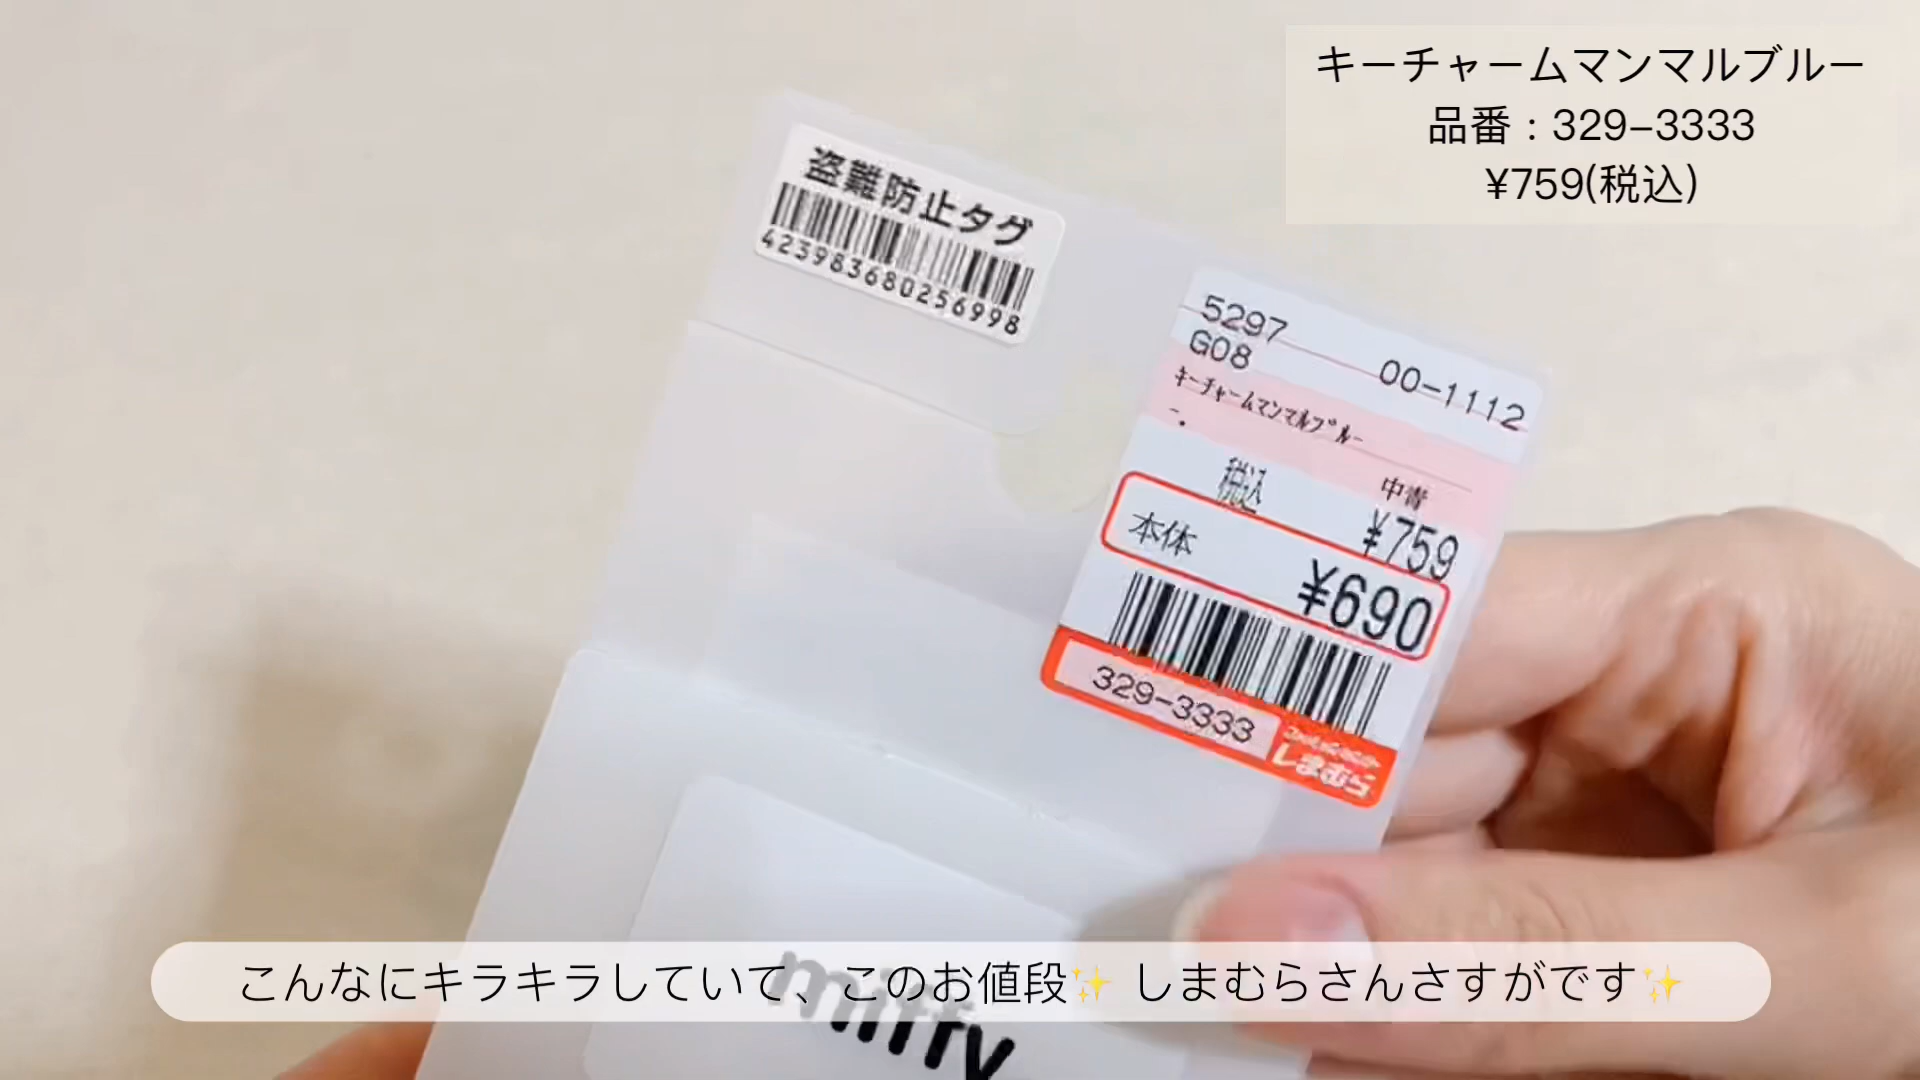 キーチャームマンマルブルー
品番：329-3333
¥759(税込)
盗難防止タグ
423983680256998
5297
G08
00-1112
ｷｰﾁｬｰﾑﾏﾝﾏﾙﾌﾞﾙｰ
-.
中青
税込
¥759
本体
¥690
329-3333
しまむら
こんなにキラキラしていて、このお値段✨ しまむらさんさすがです✨
miffy